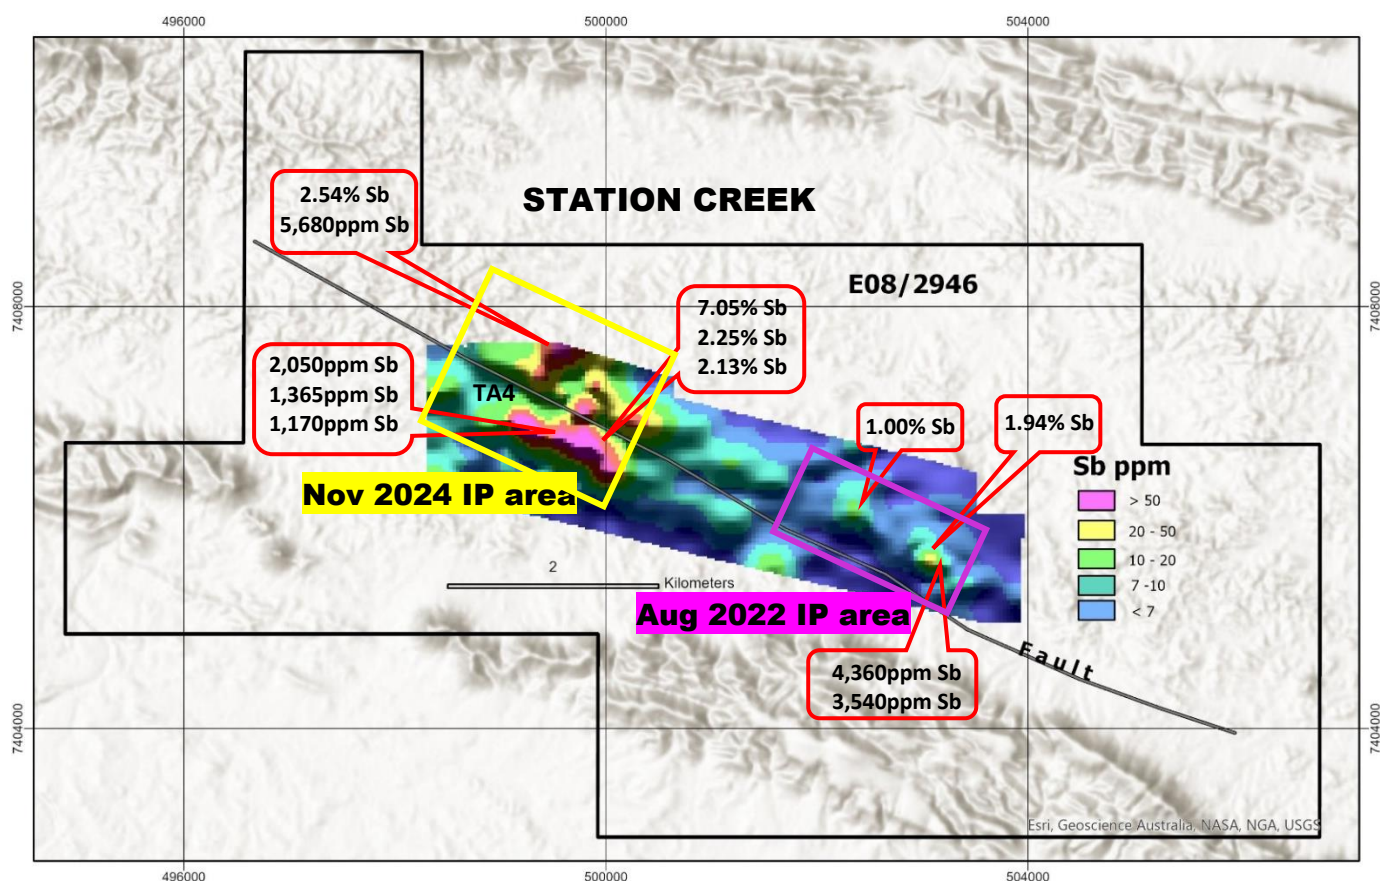 496000
500000
504000
2.54% Sb
5,680ppm Sb
STATION CREEK
E08/2946
7408000
7408000
7.05% Sb
2.25% Sb
2.13% Sb
2,050ppm Sb
1,365ppm Sb
1,170ppm Sb
TA4
1.00% Sb
1.94% Sb
Sb ppm
> 50
20 - 50
10 - 20
7 -10
< 7
Nov 2024 IP area
2
Kilometers
Aug 2022 IP area
Fault
4,360ppm Sb
3,540ppm Sb
7404000
7404000
Esri, Geoscience Australia, NASA, NGA, USGS
496000
500000
504000